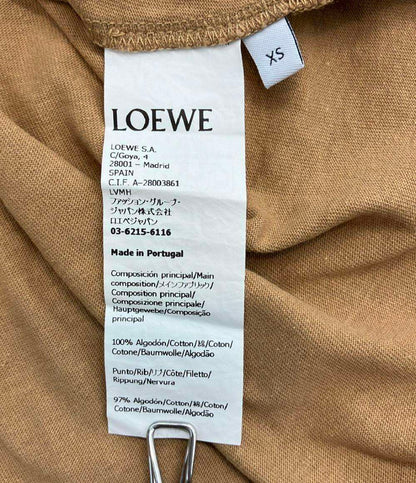 XS
LOEWE
LOEWE S.A.
C/Goya, 4
28001 - Madrid
SPAIN
C.I.F. A-28003861
LVMH
ファッション・グループ・
ジャパン株式会社
ロエベジャパン
03-6215-6116
Made in Portugal
Composición principal/Main
composition/メインファブリック/
Composition principal/
Composizione principale/
Hauptgewebe/Composição
principal
100% Algodón/Cotton/綿/Coton/
Cotone/Baumwolle/Algodão
Punto/Rib/リブ/Côte/Filetto/
Rippung/Nervura
97% Algodón/Cotton/綿/Coton/
Cotone/Baumwolle/Algodão